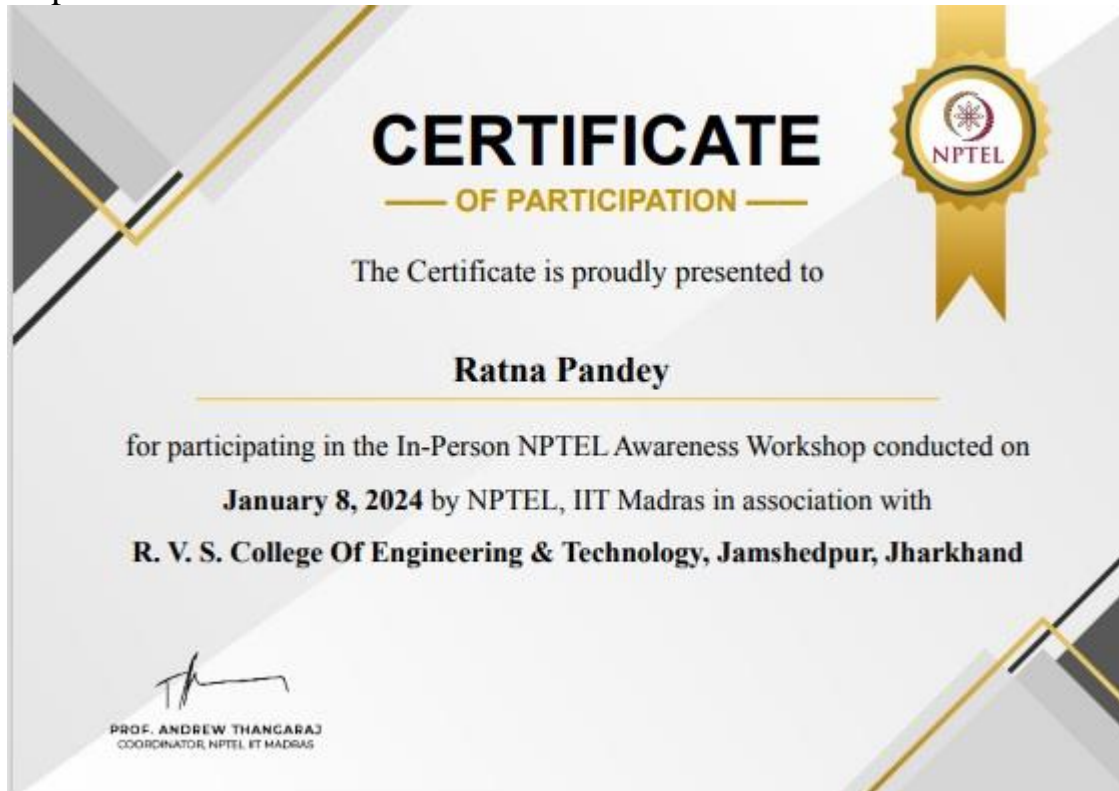 CERTIFICATE
OF PARTICIPATION
NPTEL
The Certificate is proudly presented to
Ratna Pandey
for participating in the In-Person NPTEL Awareness Workshop conducted on
January 8, 2024 by NPTEL, IIT Madras in association with
R. V. S. College Of Engineering & Technology, Jamshedpur, Jharkhand
PROF. ANDREW THANGARAJ
COORDINATOR, NPTEL IIT MADRAS